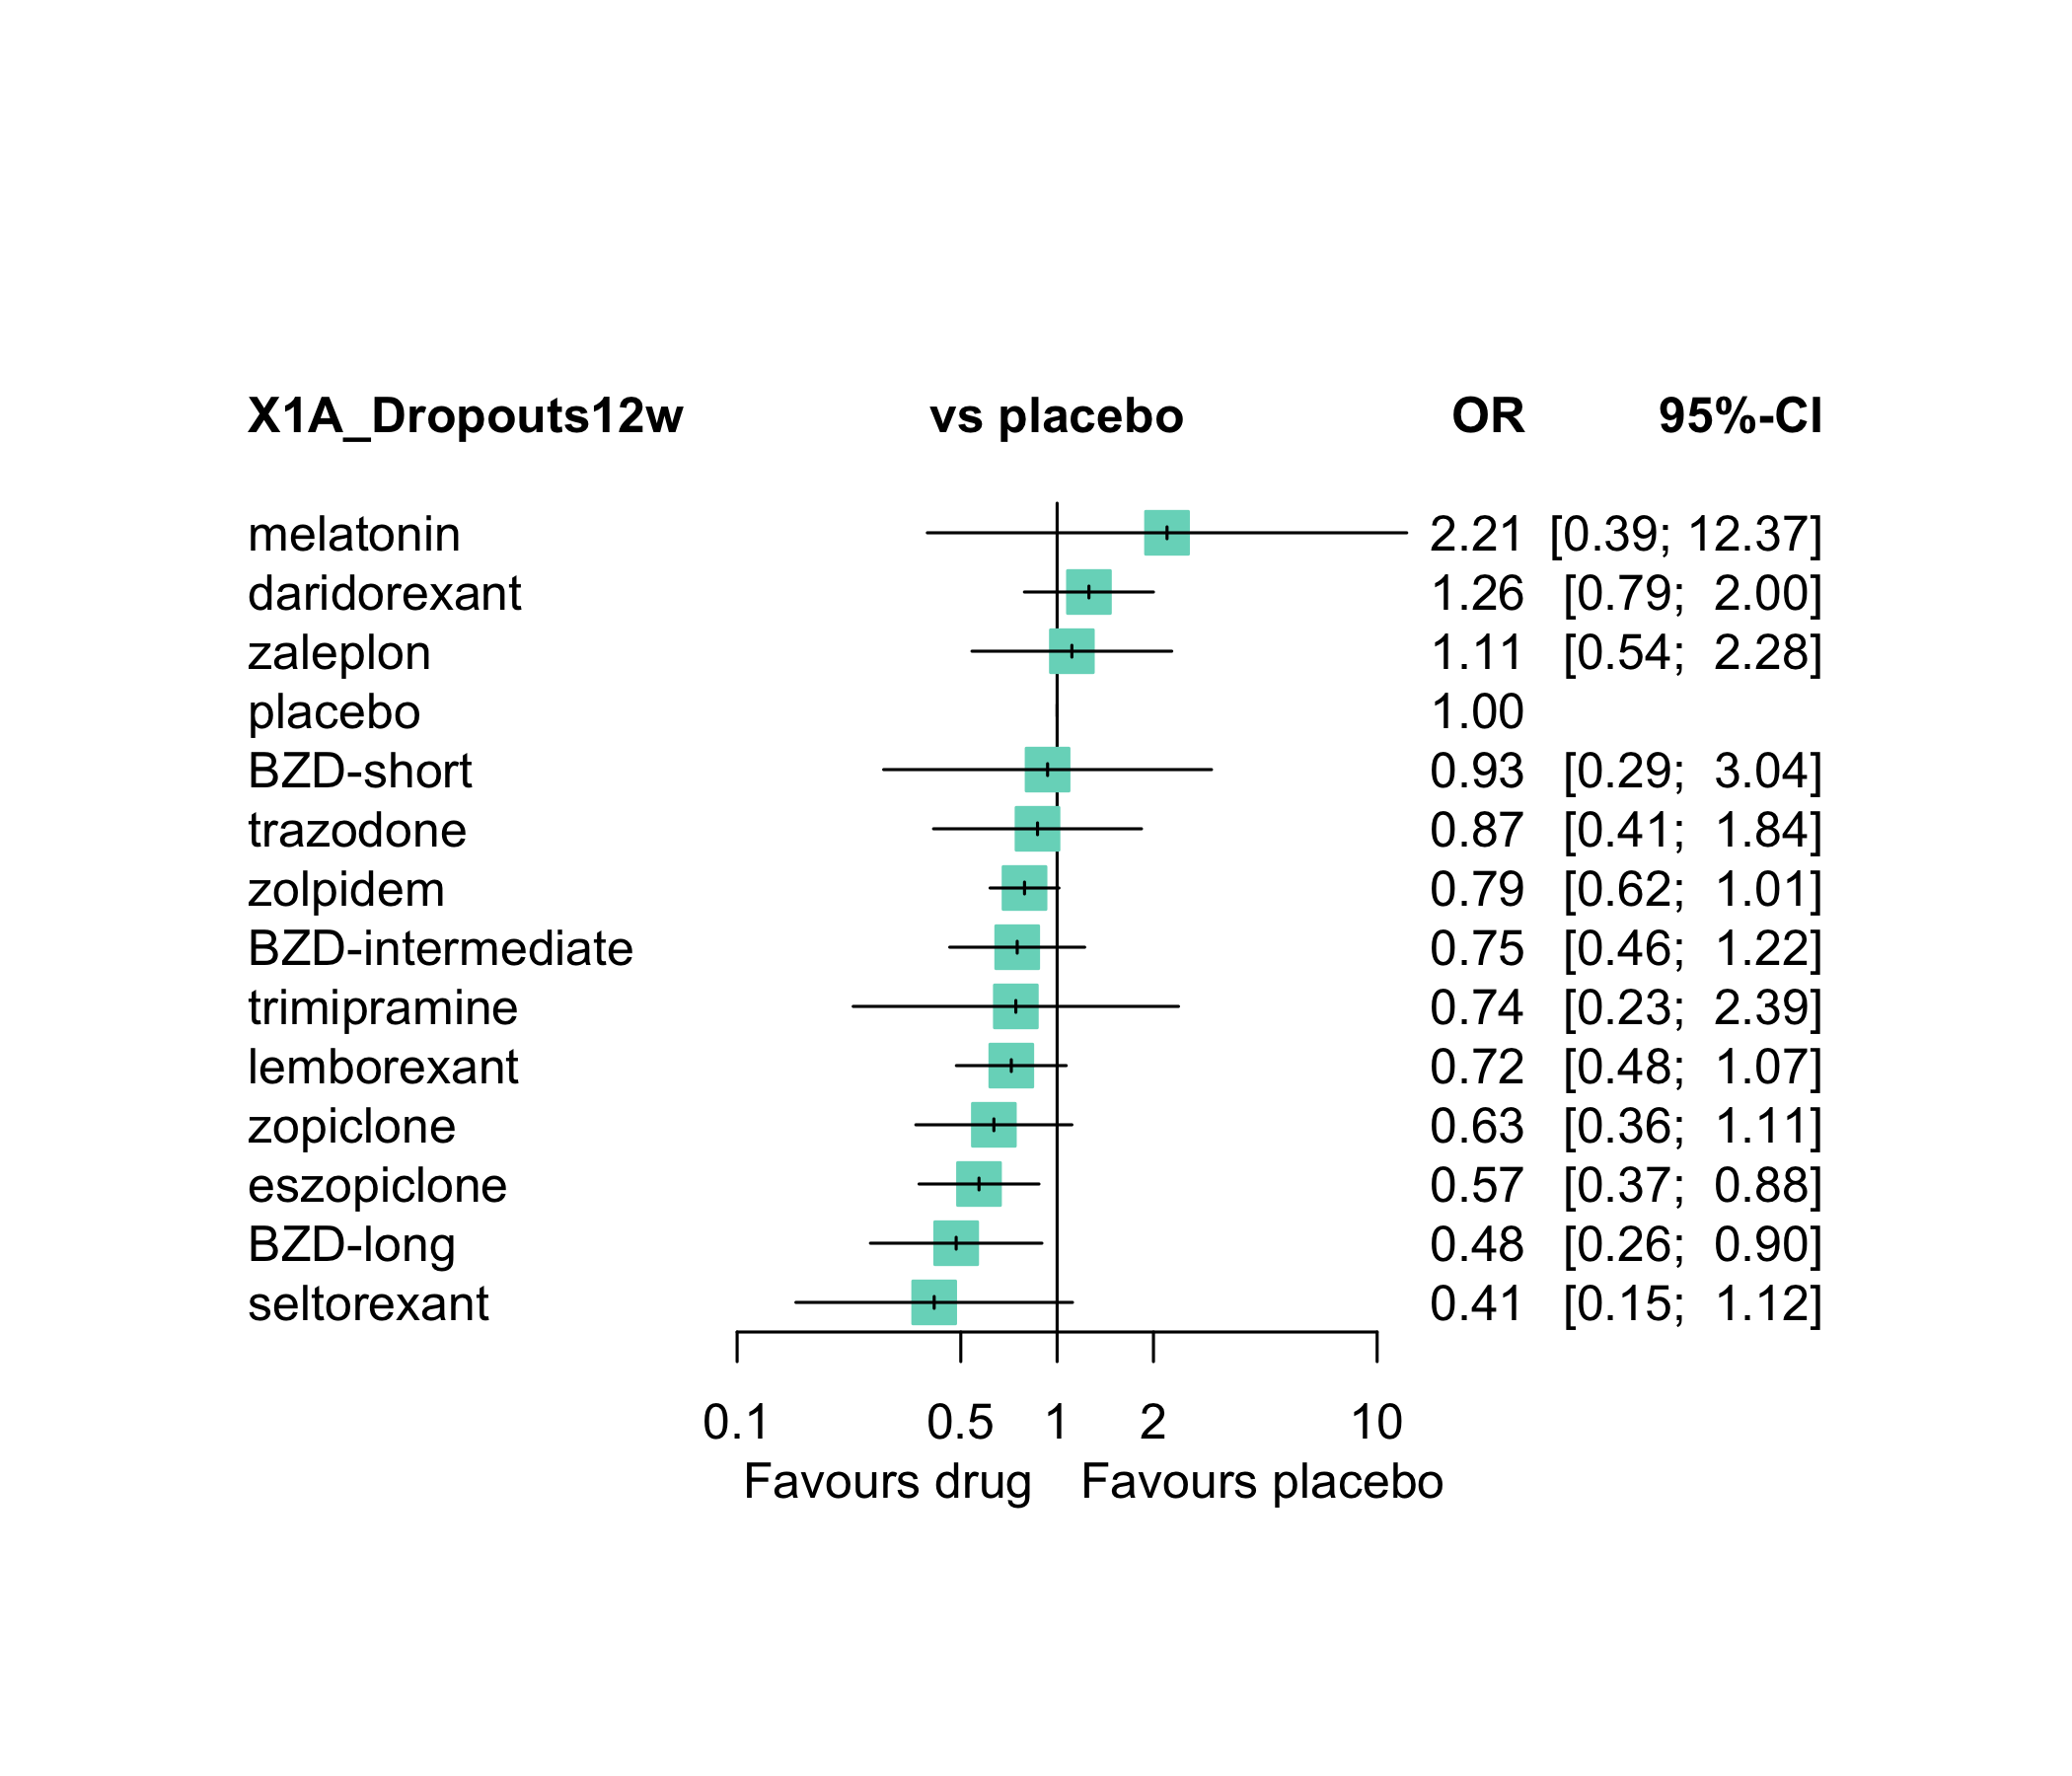 X1A_Dropouts12w vs placebo OR 95%-CI
melatonin 2.21 [0.39; 12.37]
daridorexant 1.26 [0.79; 2.00]
zaleplon 1.11 [0.54; 2.28]
placebo 1.00
BZD-short 0.93 [0.29; 3.04]
trazodone 0.87 [0.41; 1.84]
zolpidem 0.79 [0.62; 1.01]
BZD-intermediate 0.75 [0.46; 1.22]
trimipramine 0.74 [0.23; 2.39]
lemborexant 0.72 [0.48; 1.07]
zopiclone 0.63 [0.36; 1.11]
eszopiclone 0.57 [0.37; 0.88]
BZD-long 0.48 [0.26; 0.90]
seltorexant 0.41 [0.15; 1.12]
0.1 0.5 1 2 10
Favours drug Favours placebo